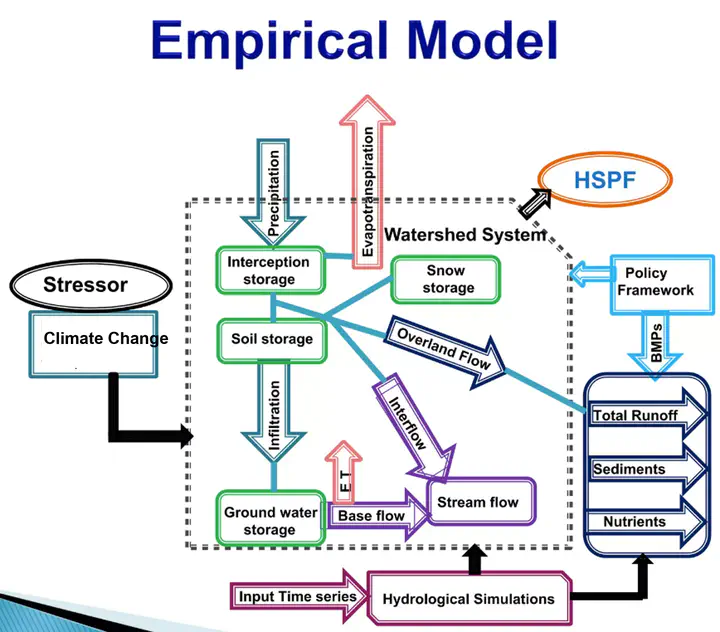 Empirical Model
Precipitation
Evapotranspiration
HSPF
Watershed System
Interception
storage
Snow
storage
Policy
Framework
Stressor
Climate Change
.
Soil storage
Overland Flow
BMPs
Infiltration
Interflow
Total Runoff
Sediments
Nutrients
E T
Ground water
storage
Base flow
Stream flow
Input Time series
Hydrological Simulations